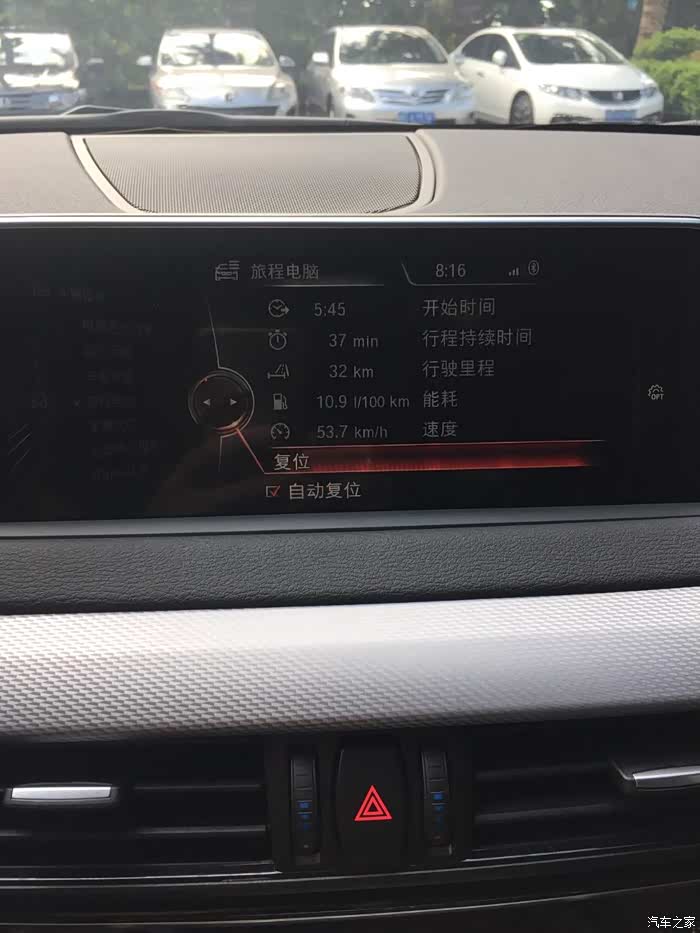 旅程电脑 8:16
5:45 开始时间
37 min 行程持续时间
32 km 行驶里程
10.9 l/100 km 能耗
53.7 km/h 速度
OPT
复位
自动复位
汽车之家